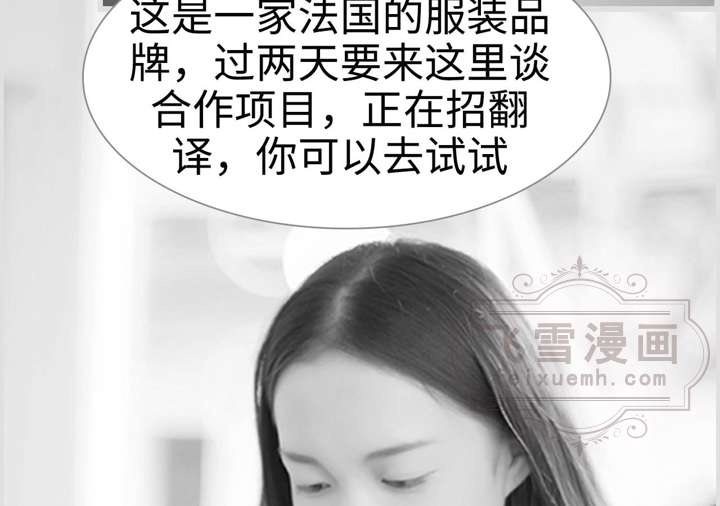 这是一家法国的服装品
牌，过两天要来这里谈
合作项目，正在招翻
译，你可以去试试
飞雪漫画
feixuemh.com